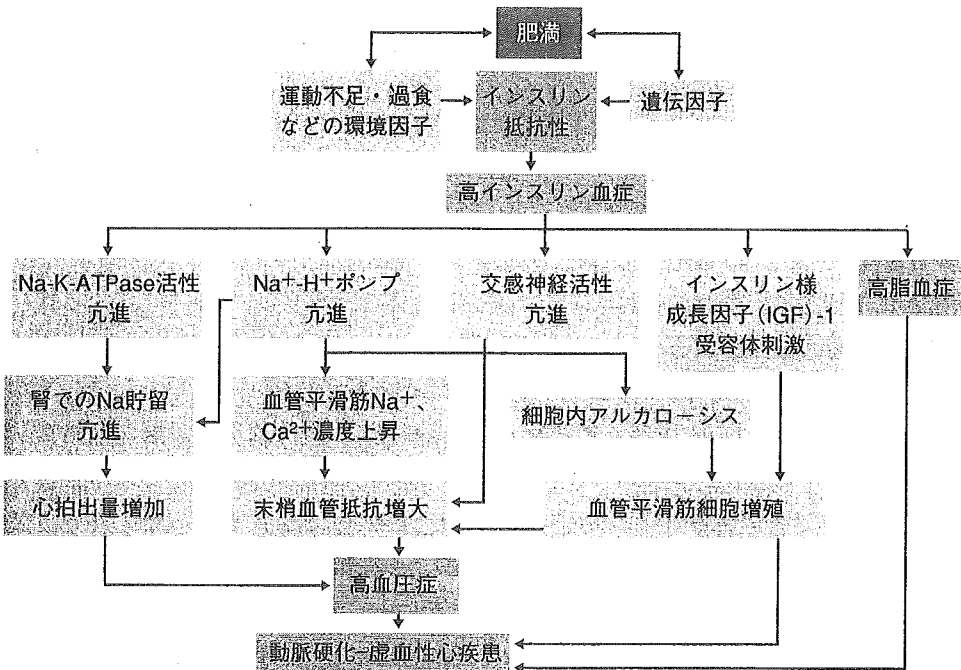 肥満
運動不足・過食
などの環境因子
インスリン
抵抗性
遺伝因子
高インスリン血症
Na-K-ATPase活性
亢進
Na⁺-H⁺ポンプ
亢進
交感神経活性
亢進
インスリン様
成長因子(IGF)-1
受容体刺激
高脂血症
腎でのNa貯留
亢進
血管平滑筋Na⁺、
Ca²⁺濃度上昇
細胞内アルカローシス
心拍出量増加
末梢血管抵抗増大
血管平滑筋細胞増殖
高血圧症
動脈硬化-虚血性心疾患